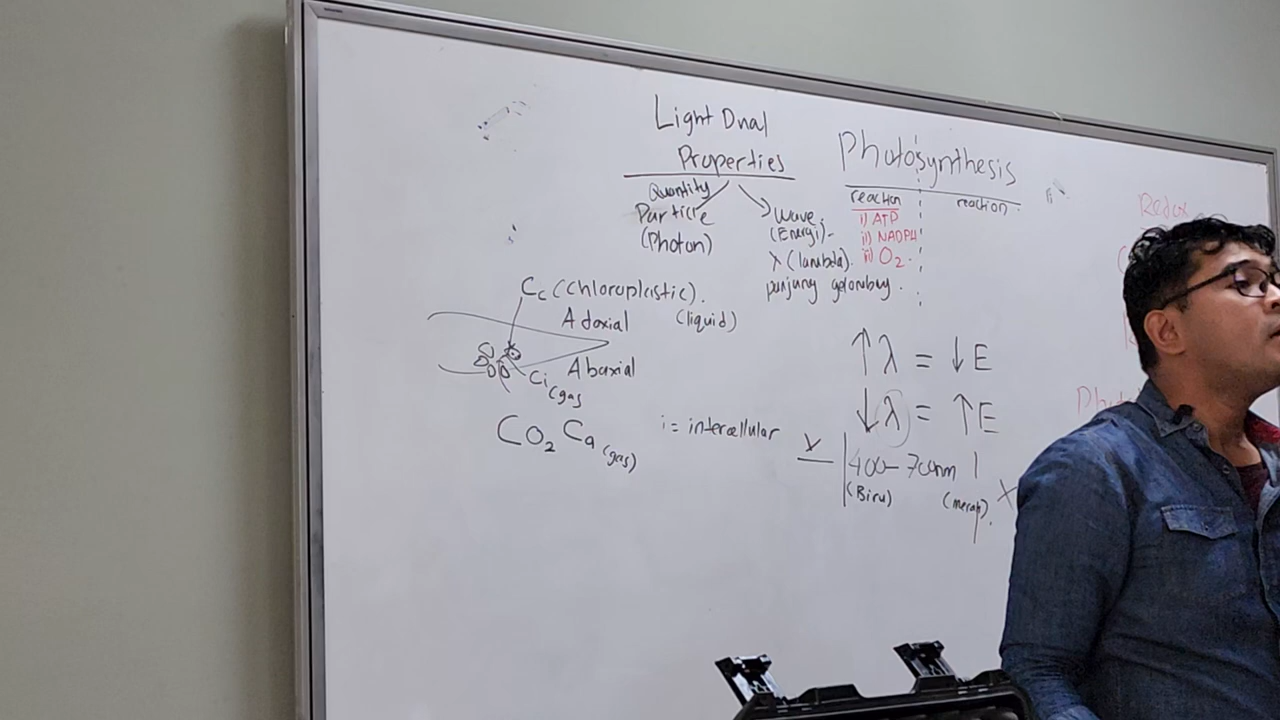 Light Dual
Properties
Quantity
Particle
(Photon)
Wave.
(Energi)-
λ (lambda).
panjang gelombang.
Photosynthesis
reaction
i) ATP
ii) NADPH
iii) O2.
reaction.
Redox
Cc (Chloroplastic).
Adaxial (liquid)
Abaxial
Ci (gas
CO2 Ca (gas)
i = intercellular
↑ λ = ↓ E
↓ λ = ↑ E
400-700nm
(Biru) (merah).